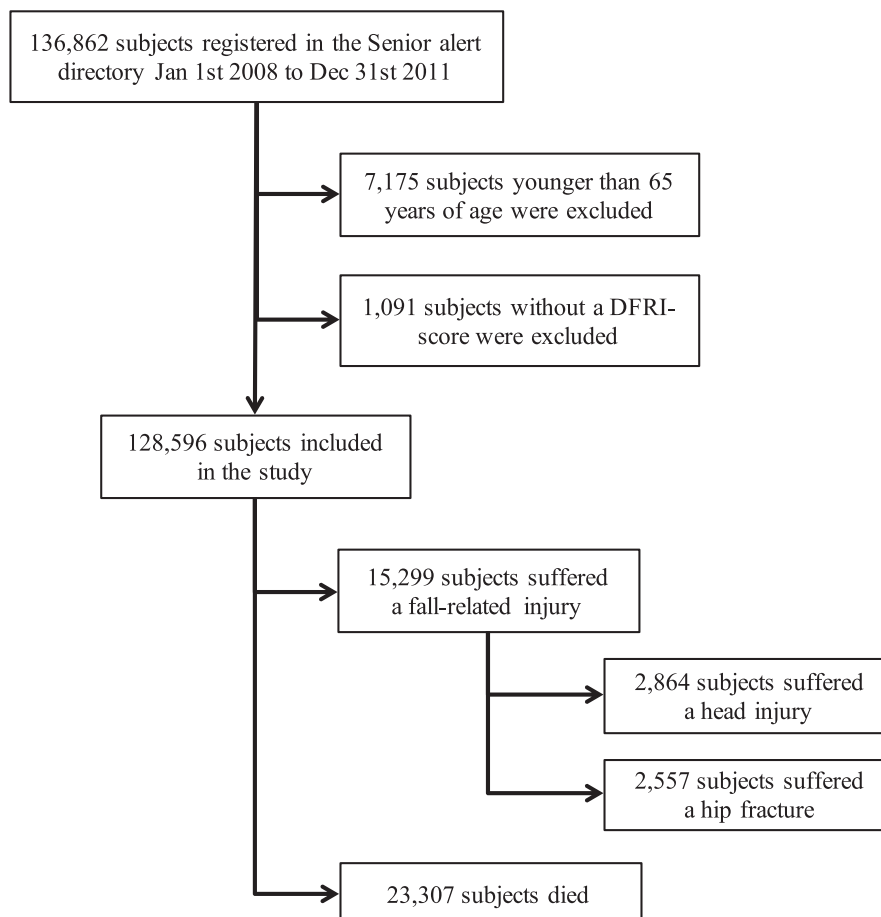 136,862 subjects registered in the Senior alert
directory Jan 1st 2008 to Dec 31st 2011
7,175 subjects younger than 65
years of age were excluded
1,091 subjects without a DFRI-
score were excluded
128,596 subjects included
in the study
15,299 subjects suffered
a fall-related injury
2,864 subjects suffered
a head injury
2,557 subjects suffered
a hip fracture
23,307 subjects died